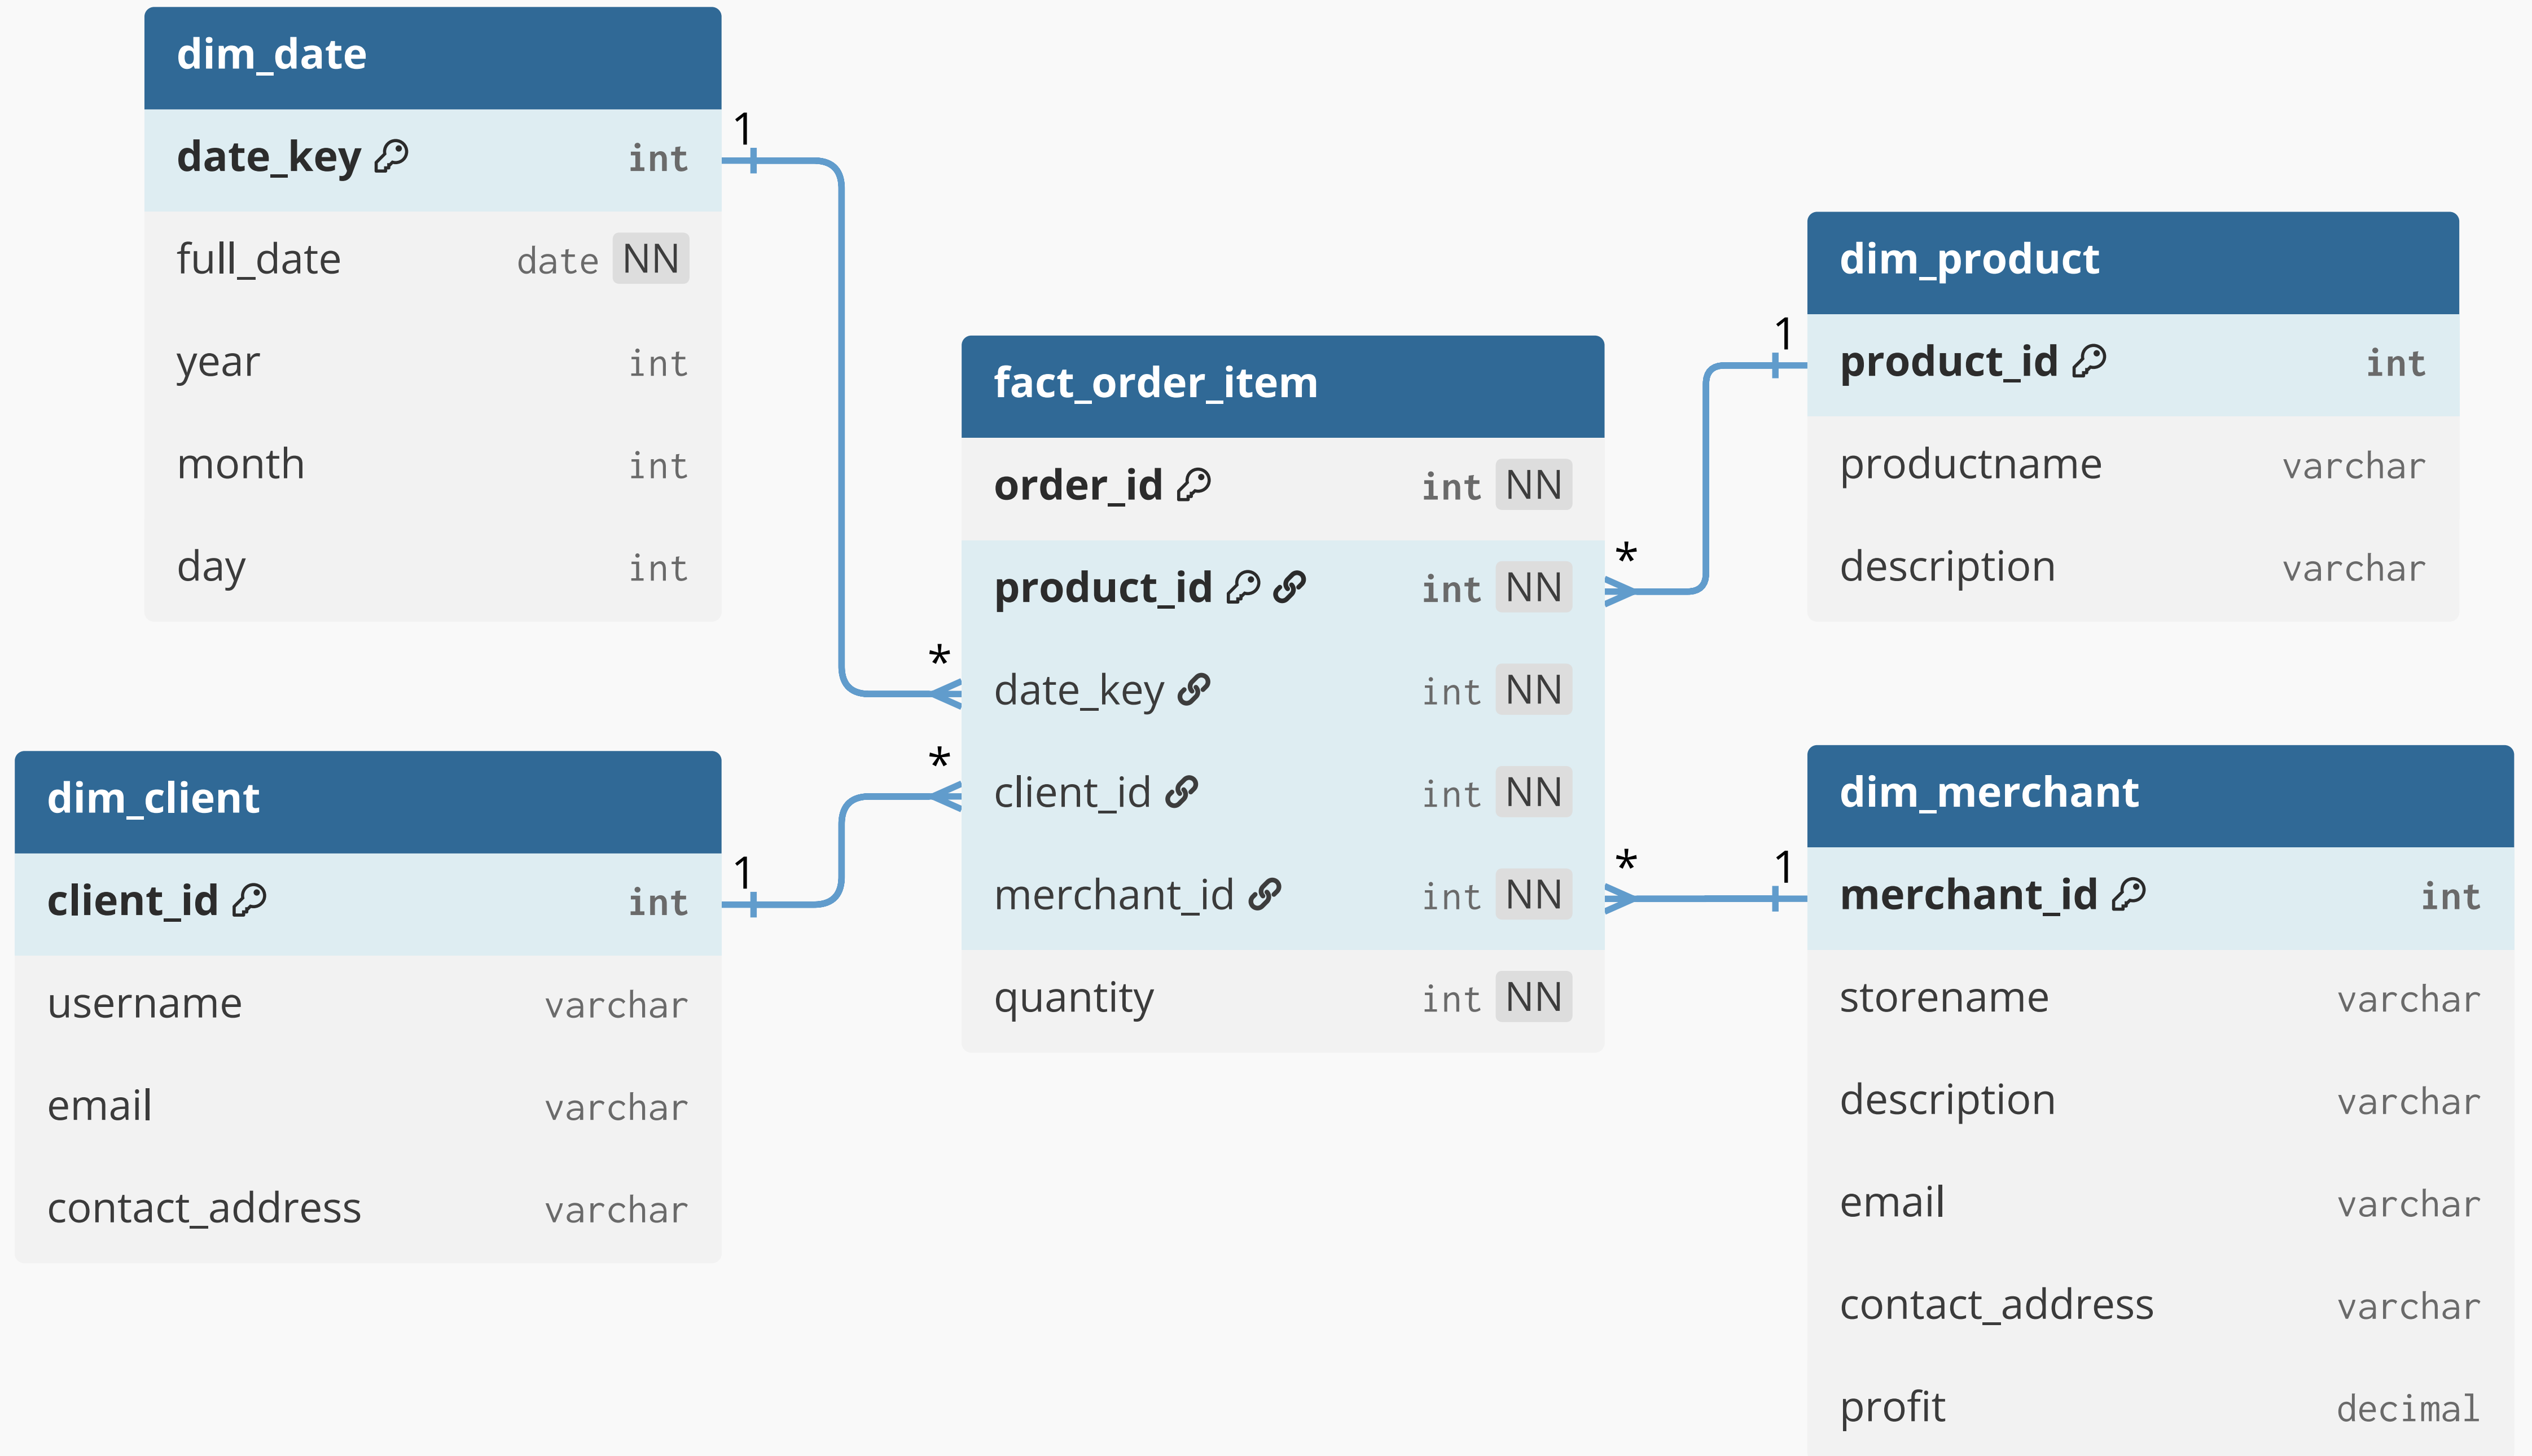 dim_date
date_key int
full_date date NN
year int
month int
day int
1
*
dim_client
client_id int
username varchar
email varchar
contact_address varchar
1
*
fact_order_item
order_id int NN
product_id int NN
date_key int NN
client_id int NN
merchant_id int NN
quantity int NN
*
1
dim_product
product_id int
productname varchar
description varchar
*
1
dim_merchant
merchant_id int
storename varchar
description varchar
email varchar
contact_address varchar
profit decimal